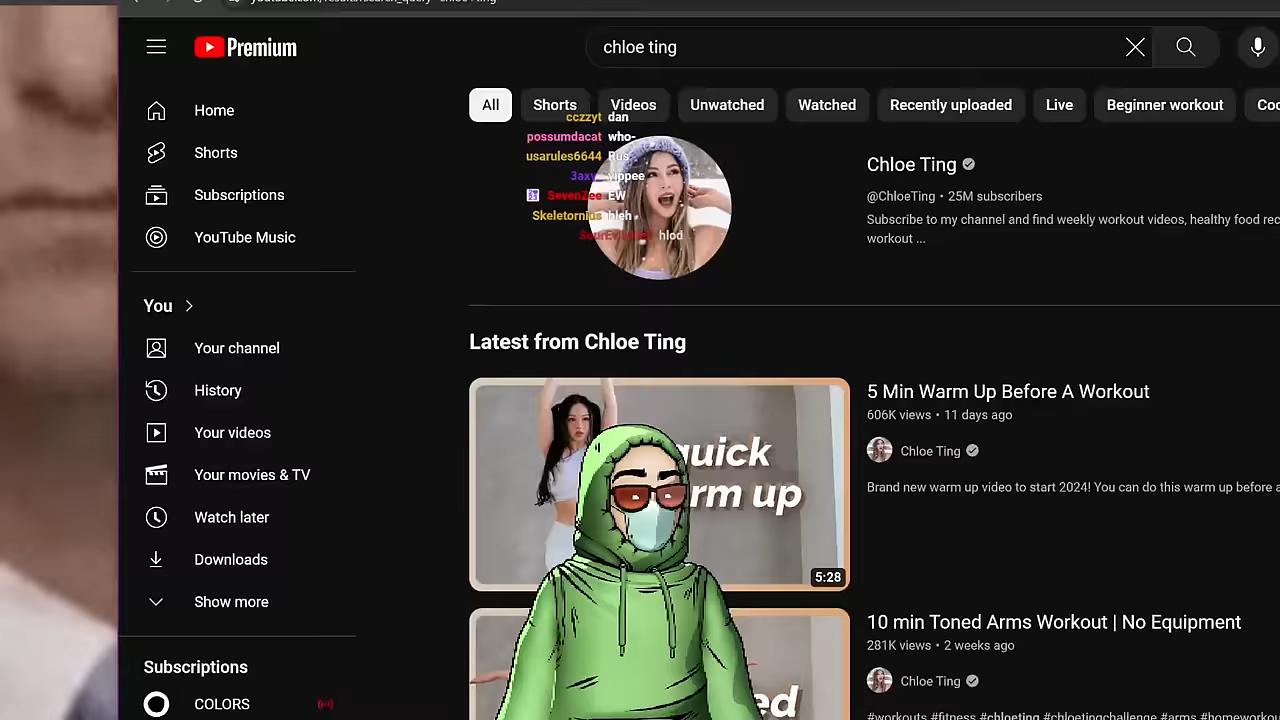 Premium
chloe ting
Home
Shorts
Subscriptions
YouTube Music
You
Your channel
History
Your videos
Your movies & TV
Watch later
Downloads
Show more
Subscriptions
COLORS
All
Shorts
Videos
Unwatched
Watched
Recently uploaded
Live
Beginner workout
cczzyt dan
possumdacat who-
usarules6644 Rus
yippee
SevenZee EW
Skeletornius bleh
hlod
Chloe Ting
@ChloeTing • 25M subscribers
Subscribe to my channel and find weekly workout videos, healthy food
workout ...
Latest from Chloe Ting
quick
up
5:28
5 Min Warm Up Before A Workout
606K views • 11 days ago
Chloe Ting
Brand new warm up video to start 2024! You can do this warm up before
10 min Toned Arms Workout | No Equipment
281K views • 2 weeks ago
Chloe Ting
#workouts #fitness #chloeting #chloetingchallenge #arms